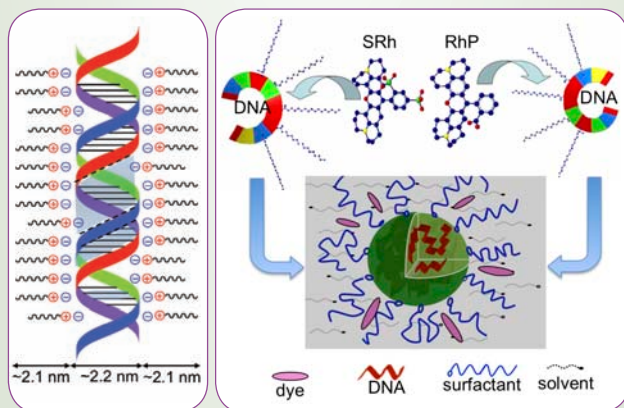 ~2.1 nm ~2.2 nm ~2.1 nm
SRh RhP
DNA DNA
dye DNA surfactant solvent